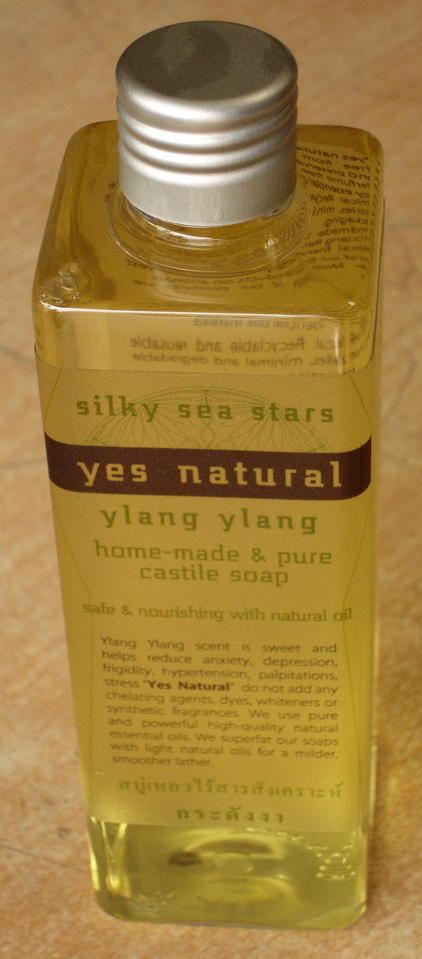 silky sea stars
yes natural
ylang ylang
home-made & pure
castile soap
safe & nourishing with natural oil
Ylang Ylang scent is sweet and
helps reduce anxiety, depression,
frigidity, hypertension, palpitations,
stress "Yes Natural" do not add any
chelating agents, dyes, whiteners or
synthetic fragrances. We use pure
and powerful high-quality natural
essential oils. We superfat our soaps
with light natural oils for a milder,
smoother lather.
สบู่เหลวไร้สารสังเคราะห์
กระดังงา